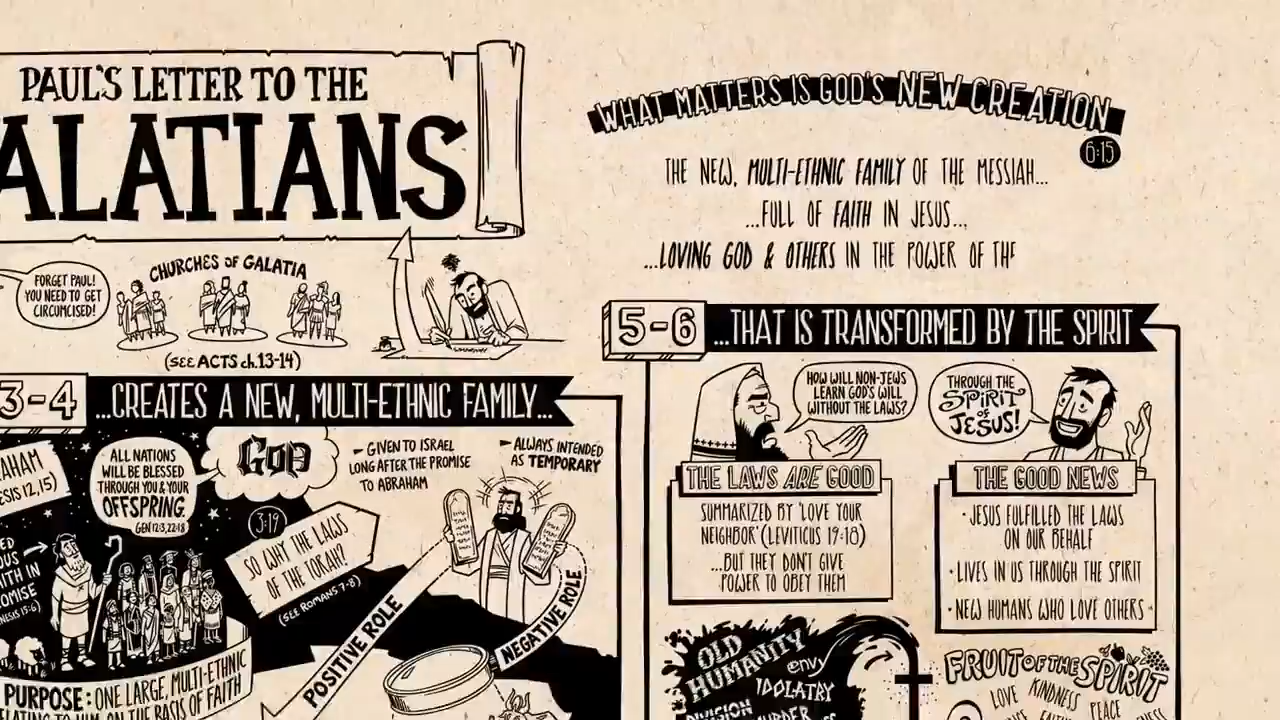 PAUL'S LETTER TO THE
ALATIANS
FORGET PAUL!
YOU NEED TO GET
CIRCUMCISED!
CHURCHES OF GALATIA
(SEE ACTS ch. 13-14)
WHAT MATTERS IS GOD'S NEW CREATION
6:15
THE NEW, MULTI-ETHNIC FAMILY OF THE MESSIAH...
...FULL OF FAITH IN JESUS...,
...LOVING GOD & OTHERS IN THE POWER OF TH
3-4 ...CREATES A NEW, MULTI-ETHNIC FAMILY...
ALL NATIONS
WILL BE BLESSED
THROUGH YOU & YOUR
OFFSPRING.
GEN 12:3, 22:18
GOD
3:19
SO WHY THE LAWS
OF THE TORAH?
(SEE ROMANS 7-8)
- GIVEN TO ISRAEL
LONG AFTER THE PROMISE
TO ABRAHAM
ALWAYS INTENDED
AS TEMPORARY
POSITIVE ROLE
NEGATIVE ROLE
PURPOSE: ONE LARGE, MULTI-ETHNIC
TO HIM ON THE BASIS OF FAITH
5-6 ...THAT IS TRANSFORMED BY THE SPIRIT
HOW WILL NON-JEWS
LEARN GOD'S WILL
WITHOUT THE LAWS?
THROUGH THE
SPIRIT
OF
JESUS!
THE LAWS ARE GOOD
SUMMARIZED BY 'LOVE YOUR
NEIGHBOR' (LEVITICUS 19:18)
...BUT THEY DON'T GIVE
POWER TO OBEY THEM
THE GOOD NEWS
• JESUS FULFILLED THE LAWS
ON OUR BEHALF
• LIVES IN US THROUGH THE SPIRIT
• NEW HUMANS WHO LOVE OTHERS
OLD
HUMANITY
envy
IDOLATRY
DIVISION
FRUIT OF THE SPIRIT
LOVE
KINDNESS
PEACE